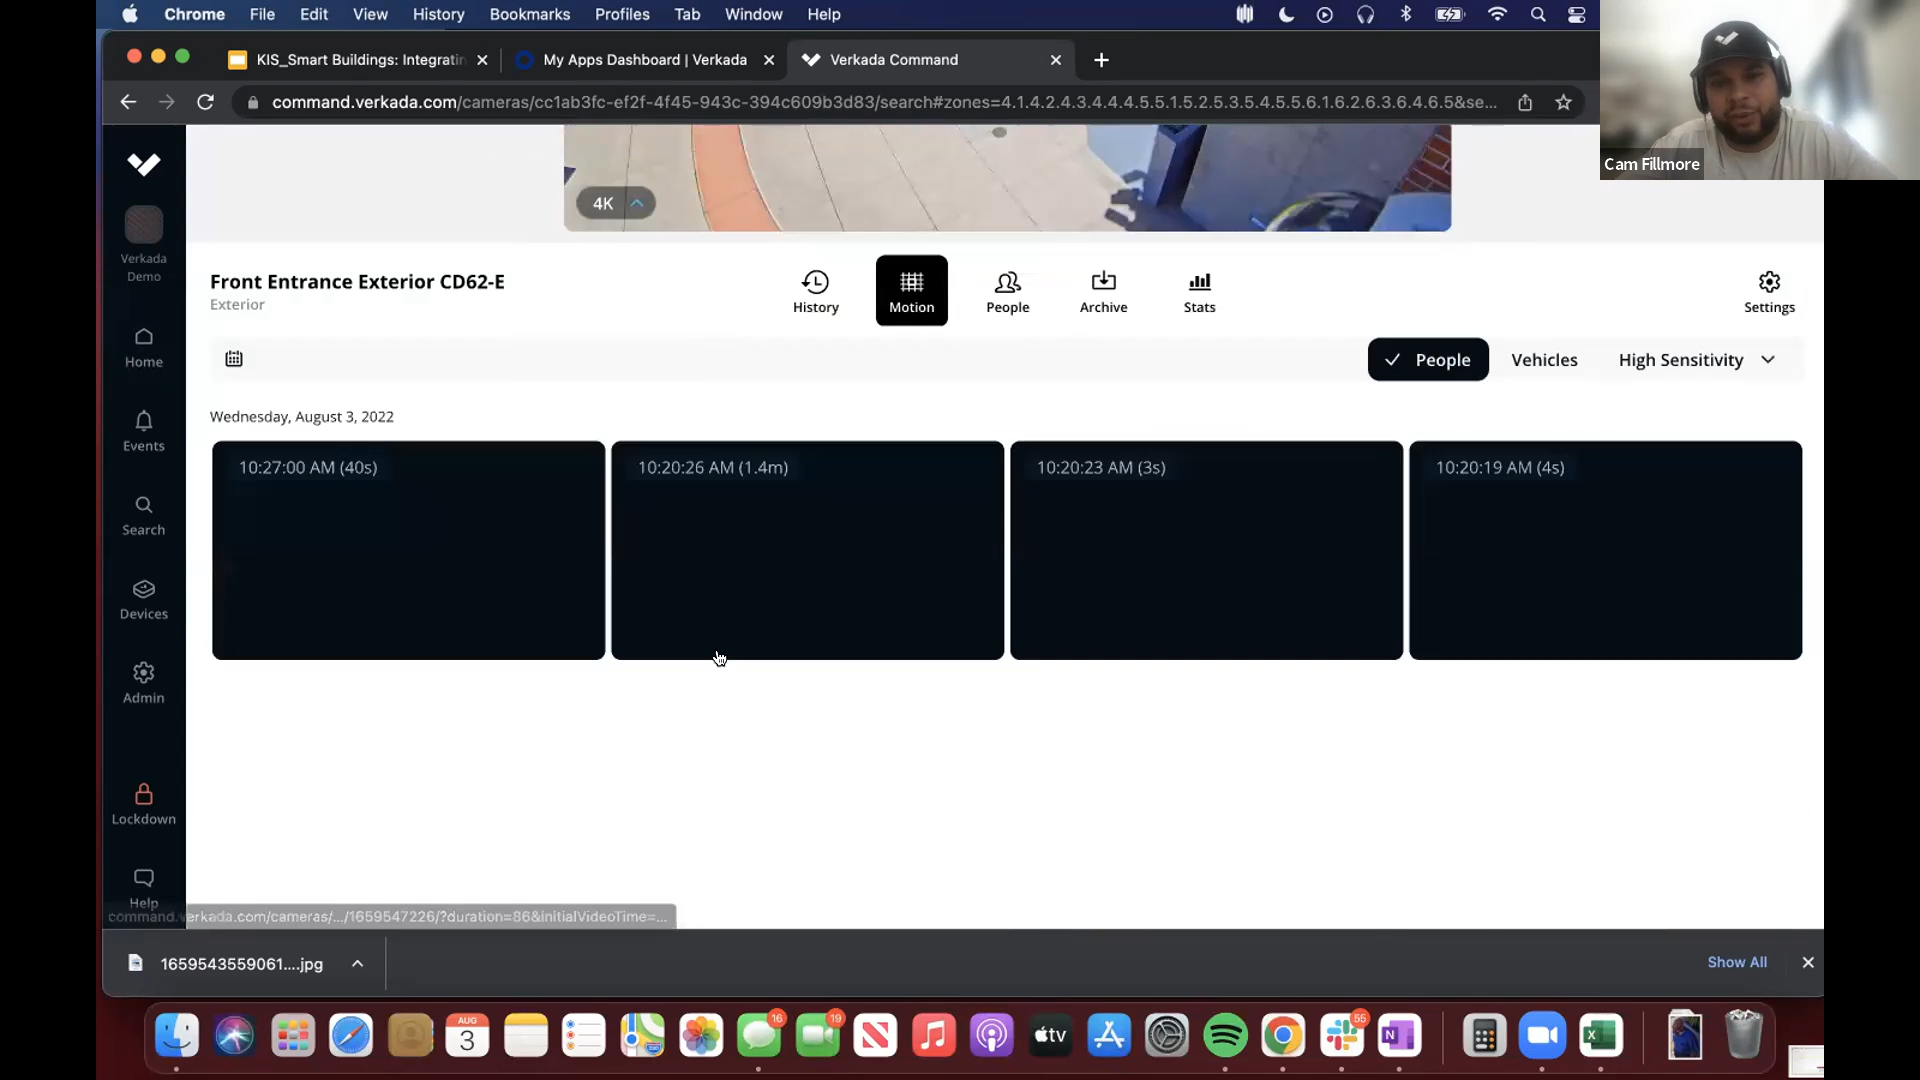 Chrome File Edit View History Bookmarks Profiles Tab Window Help
KIS_Smart Buildings: Integratin
My Apps Dashboard | Verkada
Verkada Command
command.verkada.com/cameras/cc1ab3fc-ef2f-4f45-943c-394c609b3d83/search#zones=4.1.4.2.4.3.4.4.4.5.5.1.5.2.5.3.5.4.5.5.6.1.6.2.6.3.6.4.6.5&se...
Cam Fillmore
4K
Verkada
Demo
Home
Events
Search
Devices
Admin
Lockdown
Help
Front Entrance Exterior CD62-E
Exterior
History
Motion
People
Archive
Stats
Settings
People
Vehicles
High Sensitivity
Wednesday, August 3, 2022
10:27:00 AM (40s)
10:20:26 AM (1.4m)
10:20:23 AM (3s)
10:20:19 AM (4s)
command.verkada.com/cameras/.../1659547226/?duration=86&initialVideoTime=...
1659543559061....jpg
Show All
AUG
3
16
19
tv
55
N
X